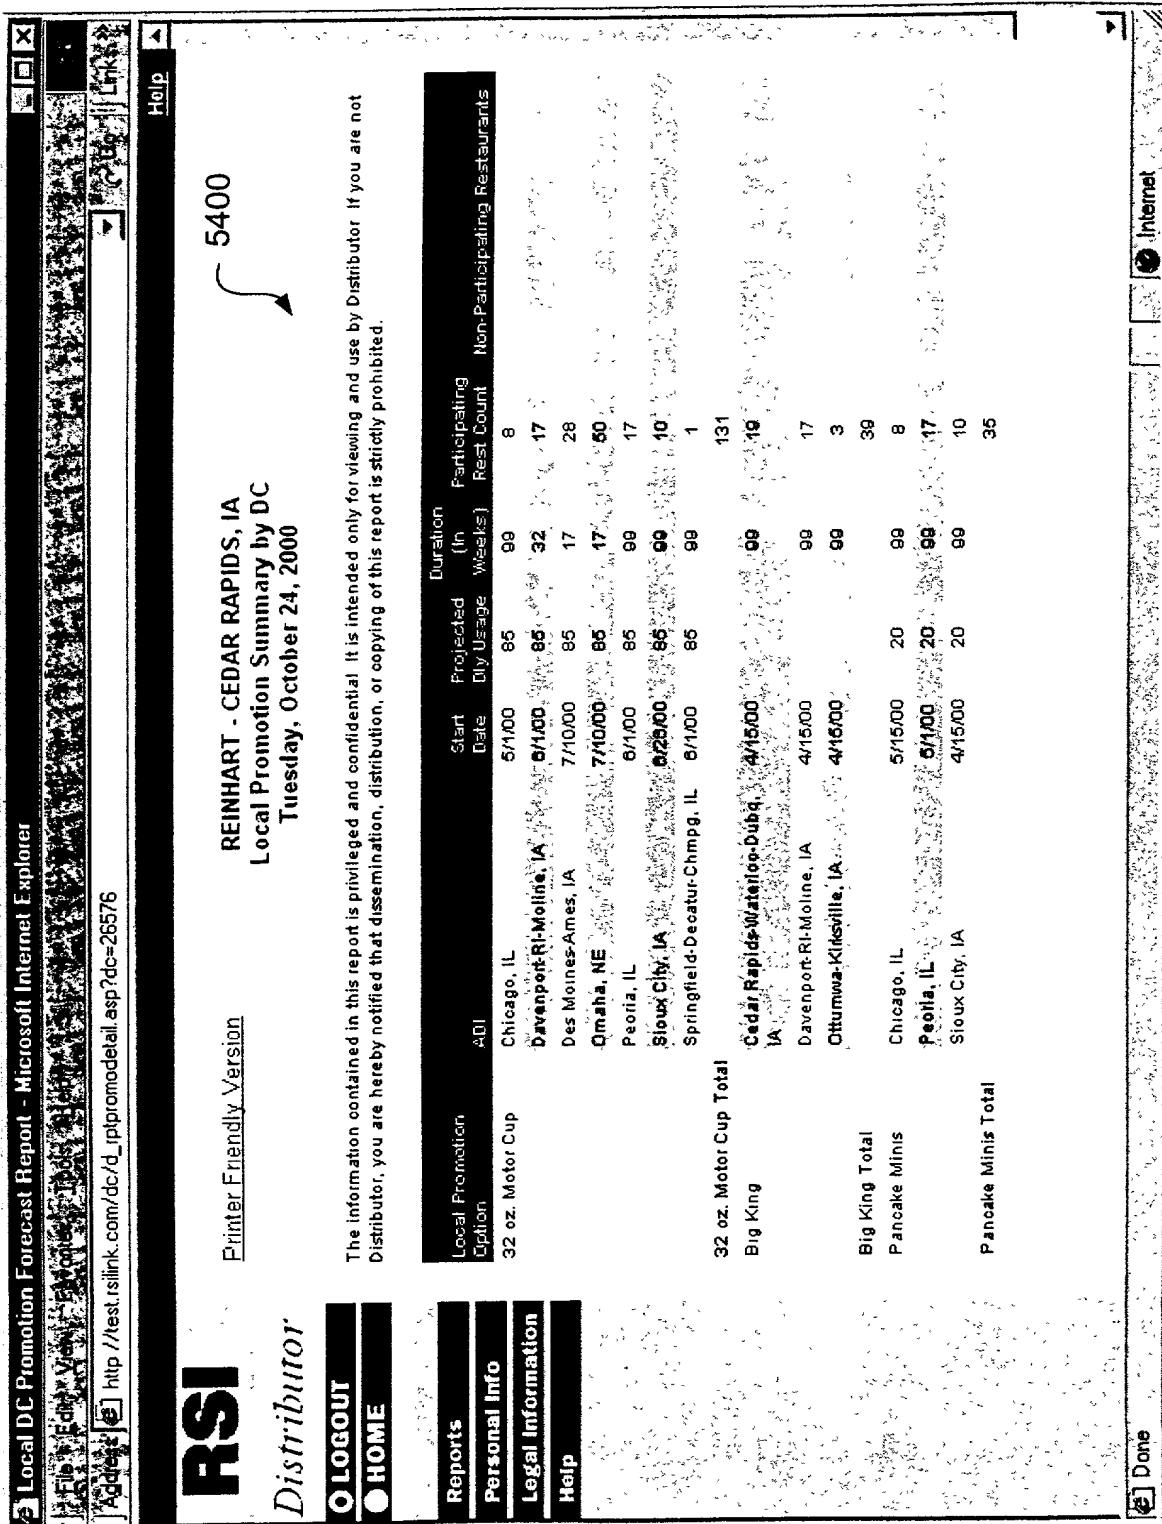 Local DC Promotion Forecast Report - Microsoft Internet Explorer
File Edit View Favorites Tools Help
Address http //test.rsilink.com/dc/d_rptpromodetail.asp?dc=26576 Go Links »
Help
RSI
Distributor
LOGOUT
HOME
Reports
Personal Info
Legal Information
Help
Printer Friendly Version
REINHART - CEDAR RAPIDS, IA
Local Promotion Summary by DC
Tuesday, October 24, 2000
5400
The information contained in this report is privileged and confidential It is intended only for viewing and use by Distributor If you are not
Distributor, you are hereby notified that dissemination, distribution, or copying of this report is strictly prohibited.
Local Promotion Option ADI Start Date Projected Dly Usage Duration (In Weeks) Participating Rest Count Non-Participating Restaurants
32 oz. Motor Cup Chicago, IL 5/1/00 85 99 8
Davenport-RI-Moline, IA 6/1/00 85 32 17
Des Moines-Ames, IA 7/10/00 85 17 28
Omaha, NE 7/10/00 85 17 50
Peoria, IL 6/1/00 85 99 17
Sioux City, IA 85 99 10
Springfield-Decatur-Chmpg, IL 6/1/00 85 99 1
32 oz. Motor Cup Total 131
Big King Cedar Rapids-Waterloo-Dubq, 4/15/00 99 19
IA
Davenport-RI-Moline, IA 4/15/00 99 17
Ottumwa-Kirksville, IA 4/15/00 99 3
Big King Total 39
Pancake Minis Chicago, IL 5/15/00 20 99 8
Peoria, IL 20 99 17
Sioux City, IA 4/15/00 20 99 10
Pancake Minis Total 35
Done Internet